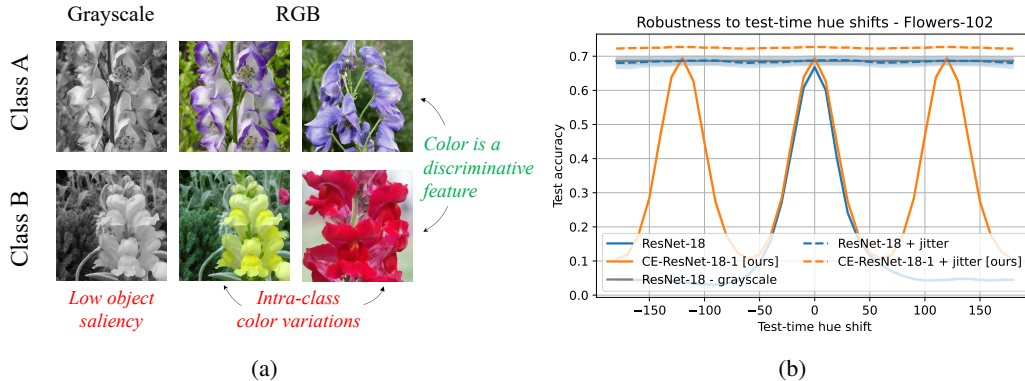 Grayscale
RGB
Class A
Class B
Color is a
discriminative
feature
Low object
saliency
Intra-class
color variations
(a)
Robustness to test-time hue shifts - Flowers-102
Test accuracy
0.7
0.6
0.5
0.4
0.3
0.2
0.1
0.0
ResNet-18
CE-ResNet-18-1 [ours]
ResNet-18 - grayscale
ResNet-18 + jitter
CE-ResNet-18-1 + jitter [ours]
−150 −100 −50 0 50 100 150
Test-time hue shift
(b)